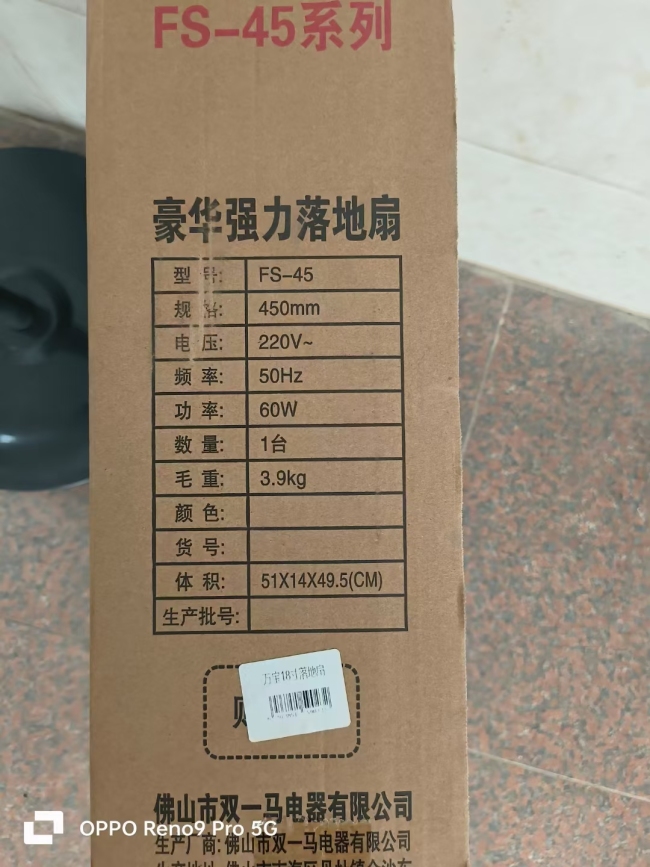 FS-45系列
豪华强力落地扇
型号: FS-45
规格: 450mm
电压: 220V~
频率: 50Hz
功率: 60W
数量: 1台
毛重: 3.9kg
颜色:
货号:
体积: 51X14X49.5(CM)
生产批号:
万宝18寸落地扇
佛山市双一马电器有限公司
生产厂商:佛山市双一马电器有限公司
OPPO Reno9 Pro 5G